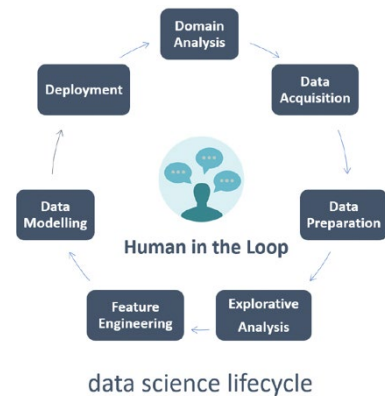 Domain
Analysis
Deployment
Data
Acquisition
Data
Modelling
Data
Preparation
Human in the Loop
Feature
Engineering
Explorative
Analysis
data science lifecycle